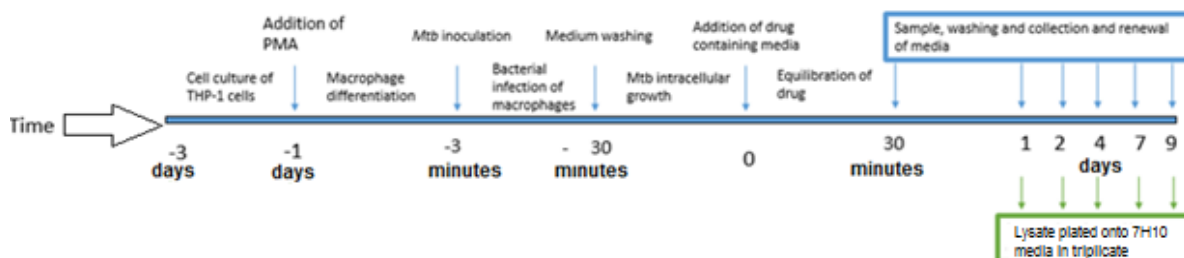 Addition of
PMA
Mtb inoculation
Medium washing
Addition of drug
containing media
Sample, washing and collection and renewal
of media
Cell culture of
THP-1 cells
Macrophage
differentiation
Bacterial
infection of
macrophages
Mtb intracellular
growth
Equilibration of
drug
Time
-3
days
-1
days
-3
minutes
- 30
minutes
0
30
minutes
1 2 4 7 9
days
Lysate plated onto 7H10
media in triplicate